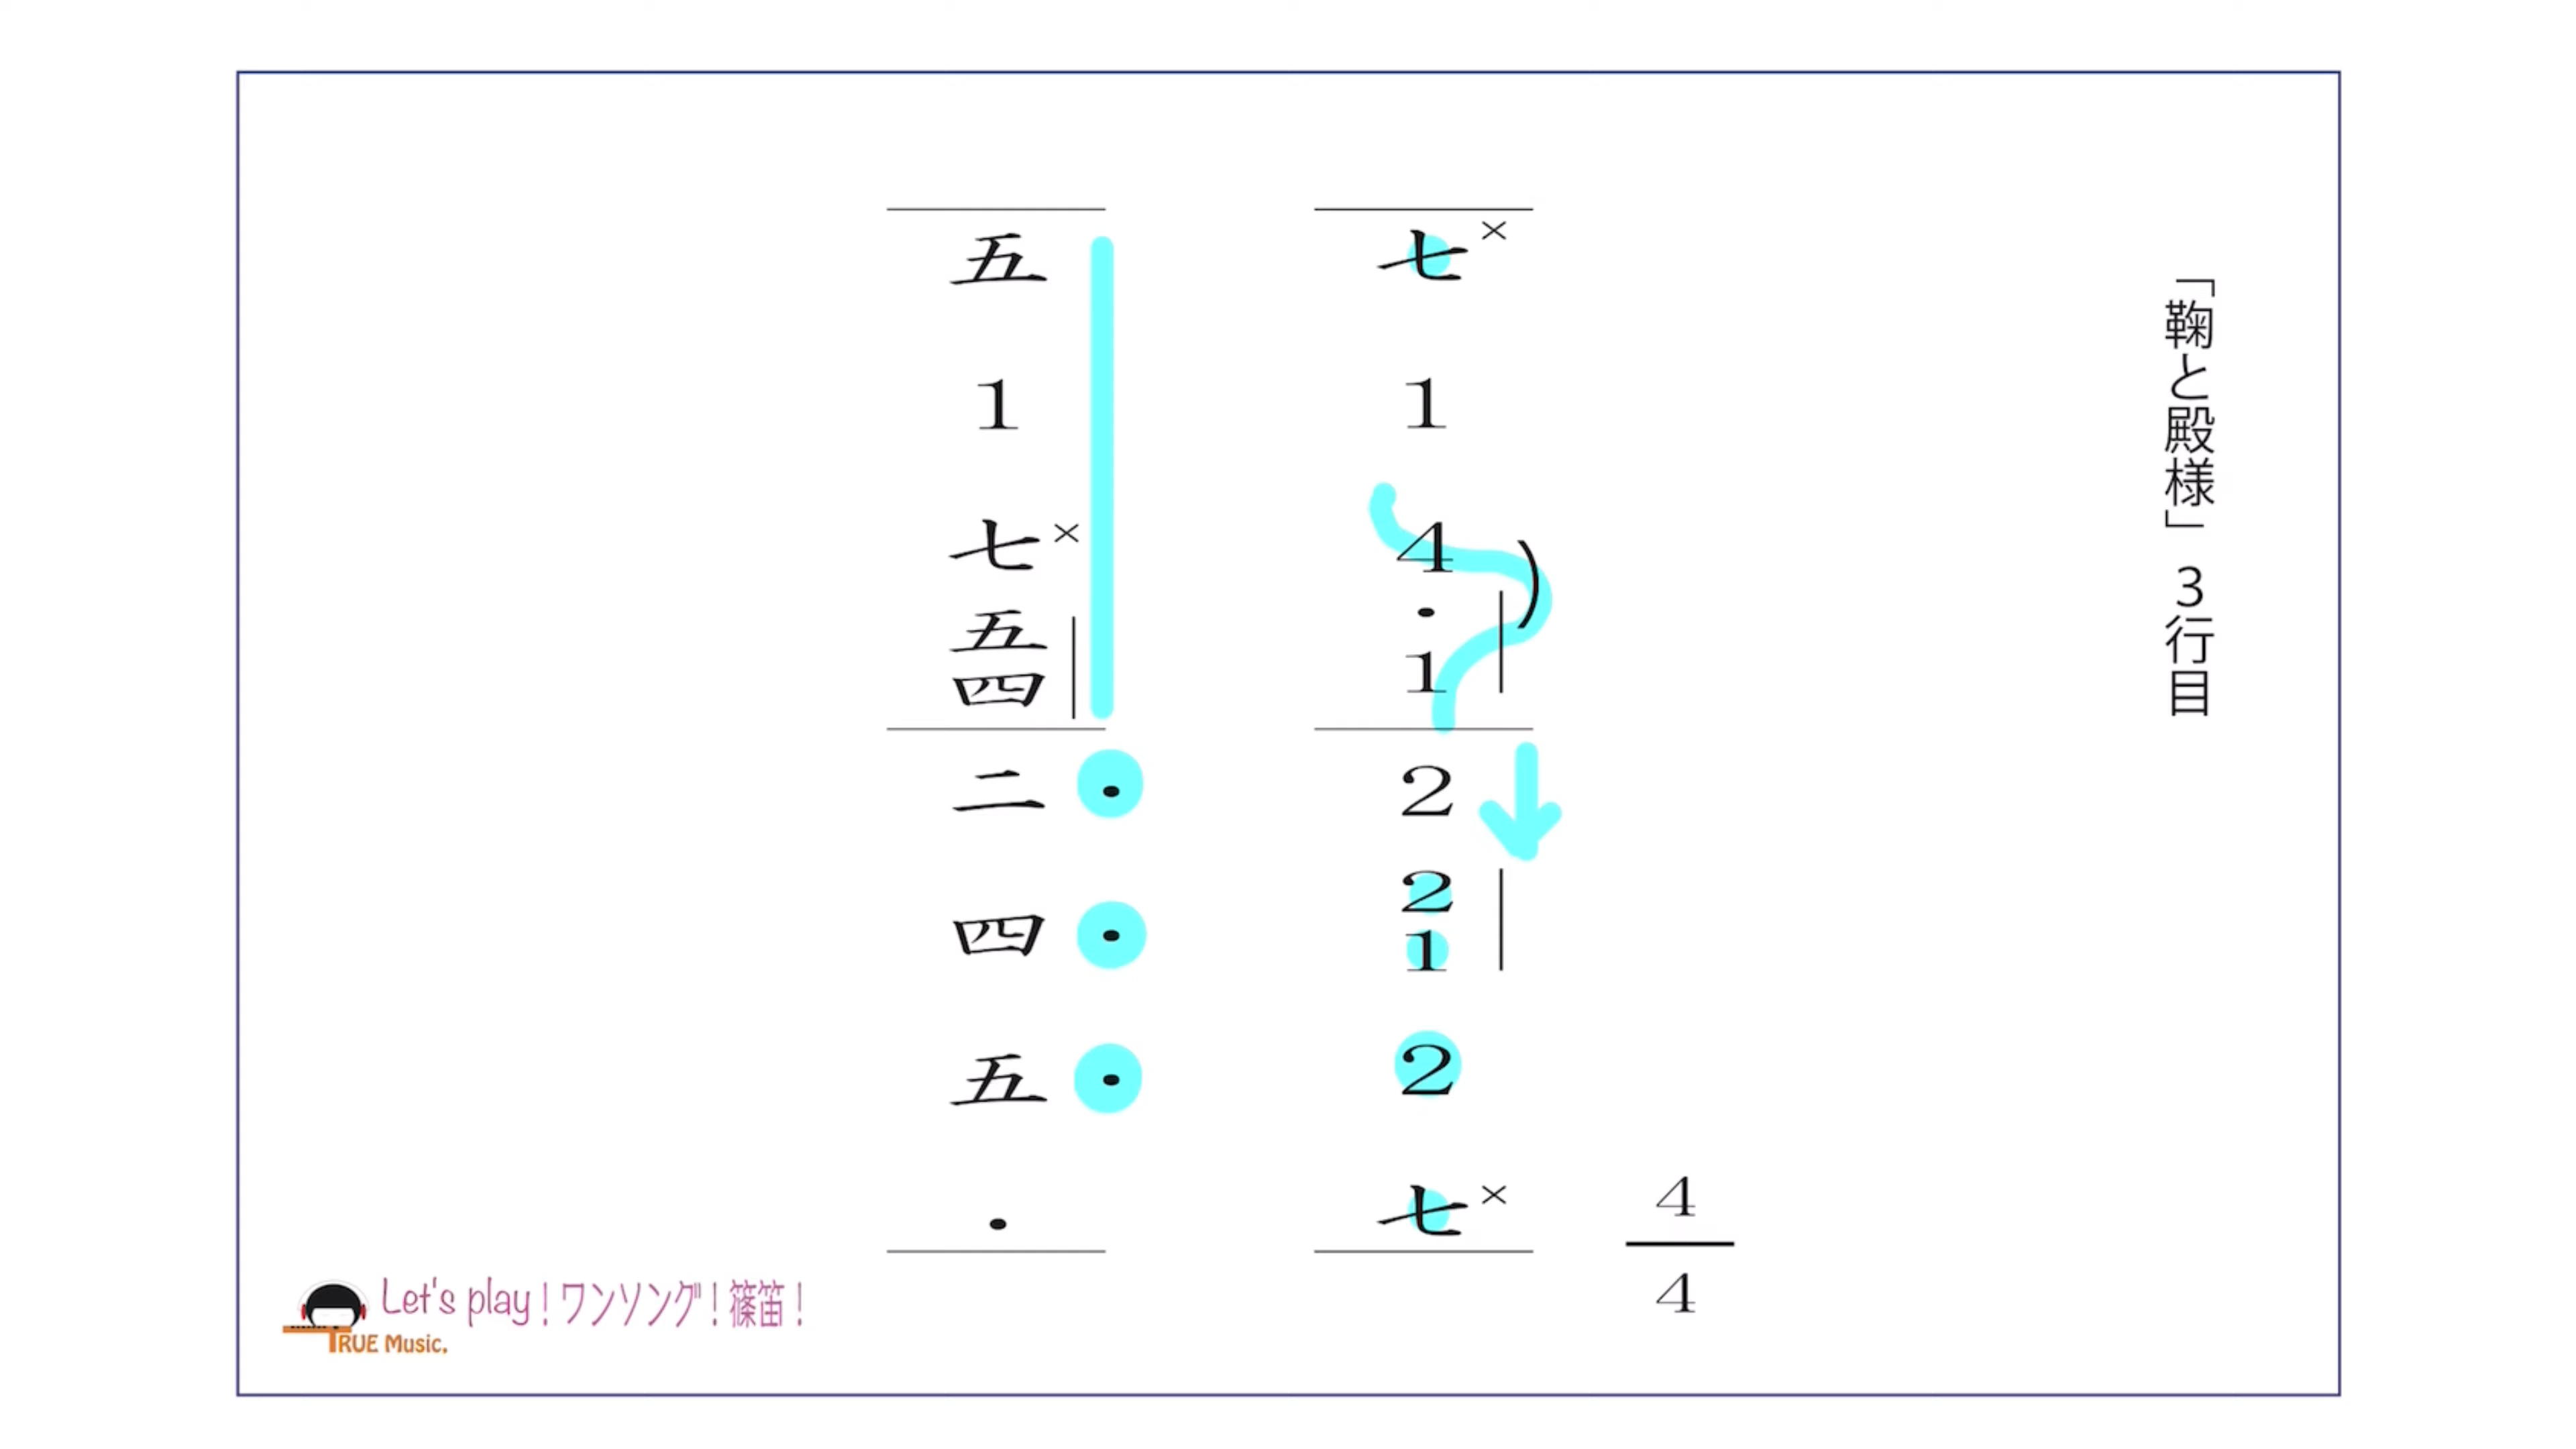 「鞠と殿様」３行目
4
4
七×
1
4
・
1
2
2
1
2
七×
五
1
七×
五
四
二・
四・
五・
・
Let's play！ワンソング！篠笛！
TRUE Music.